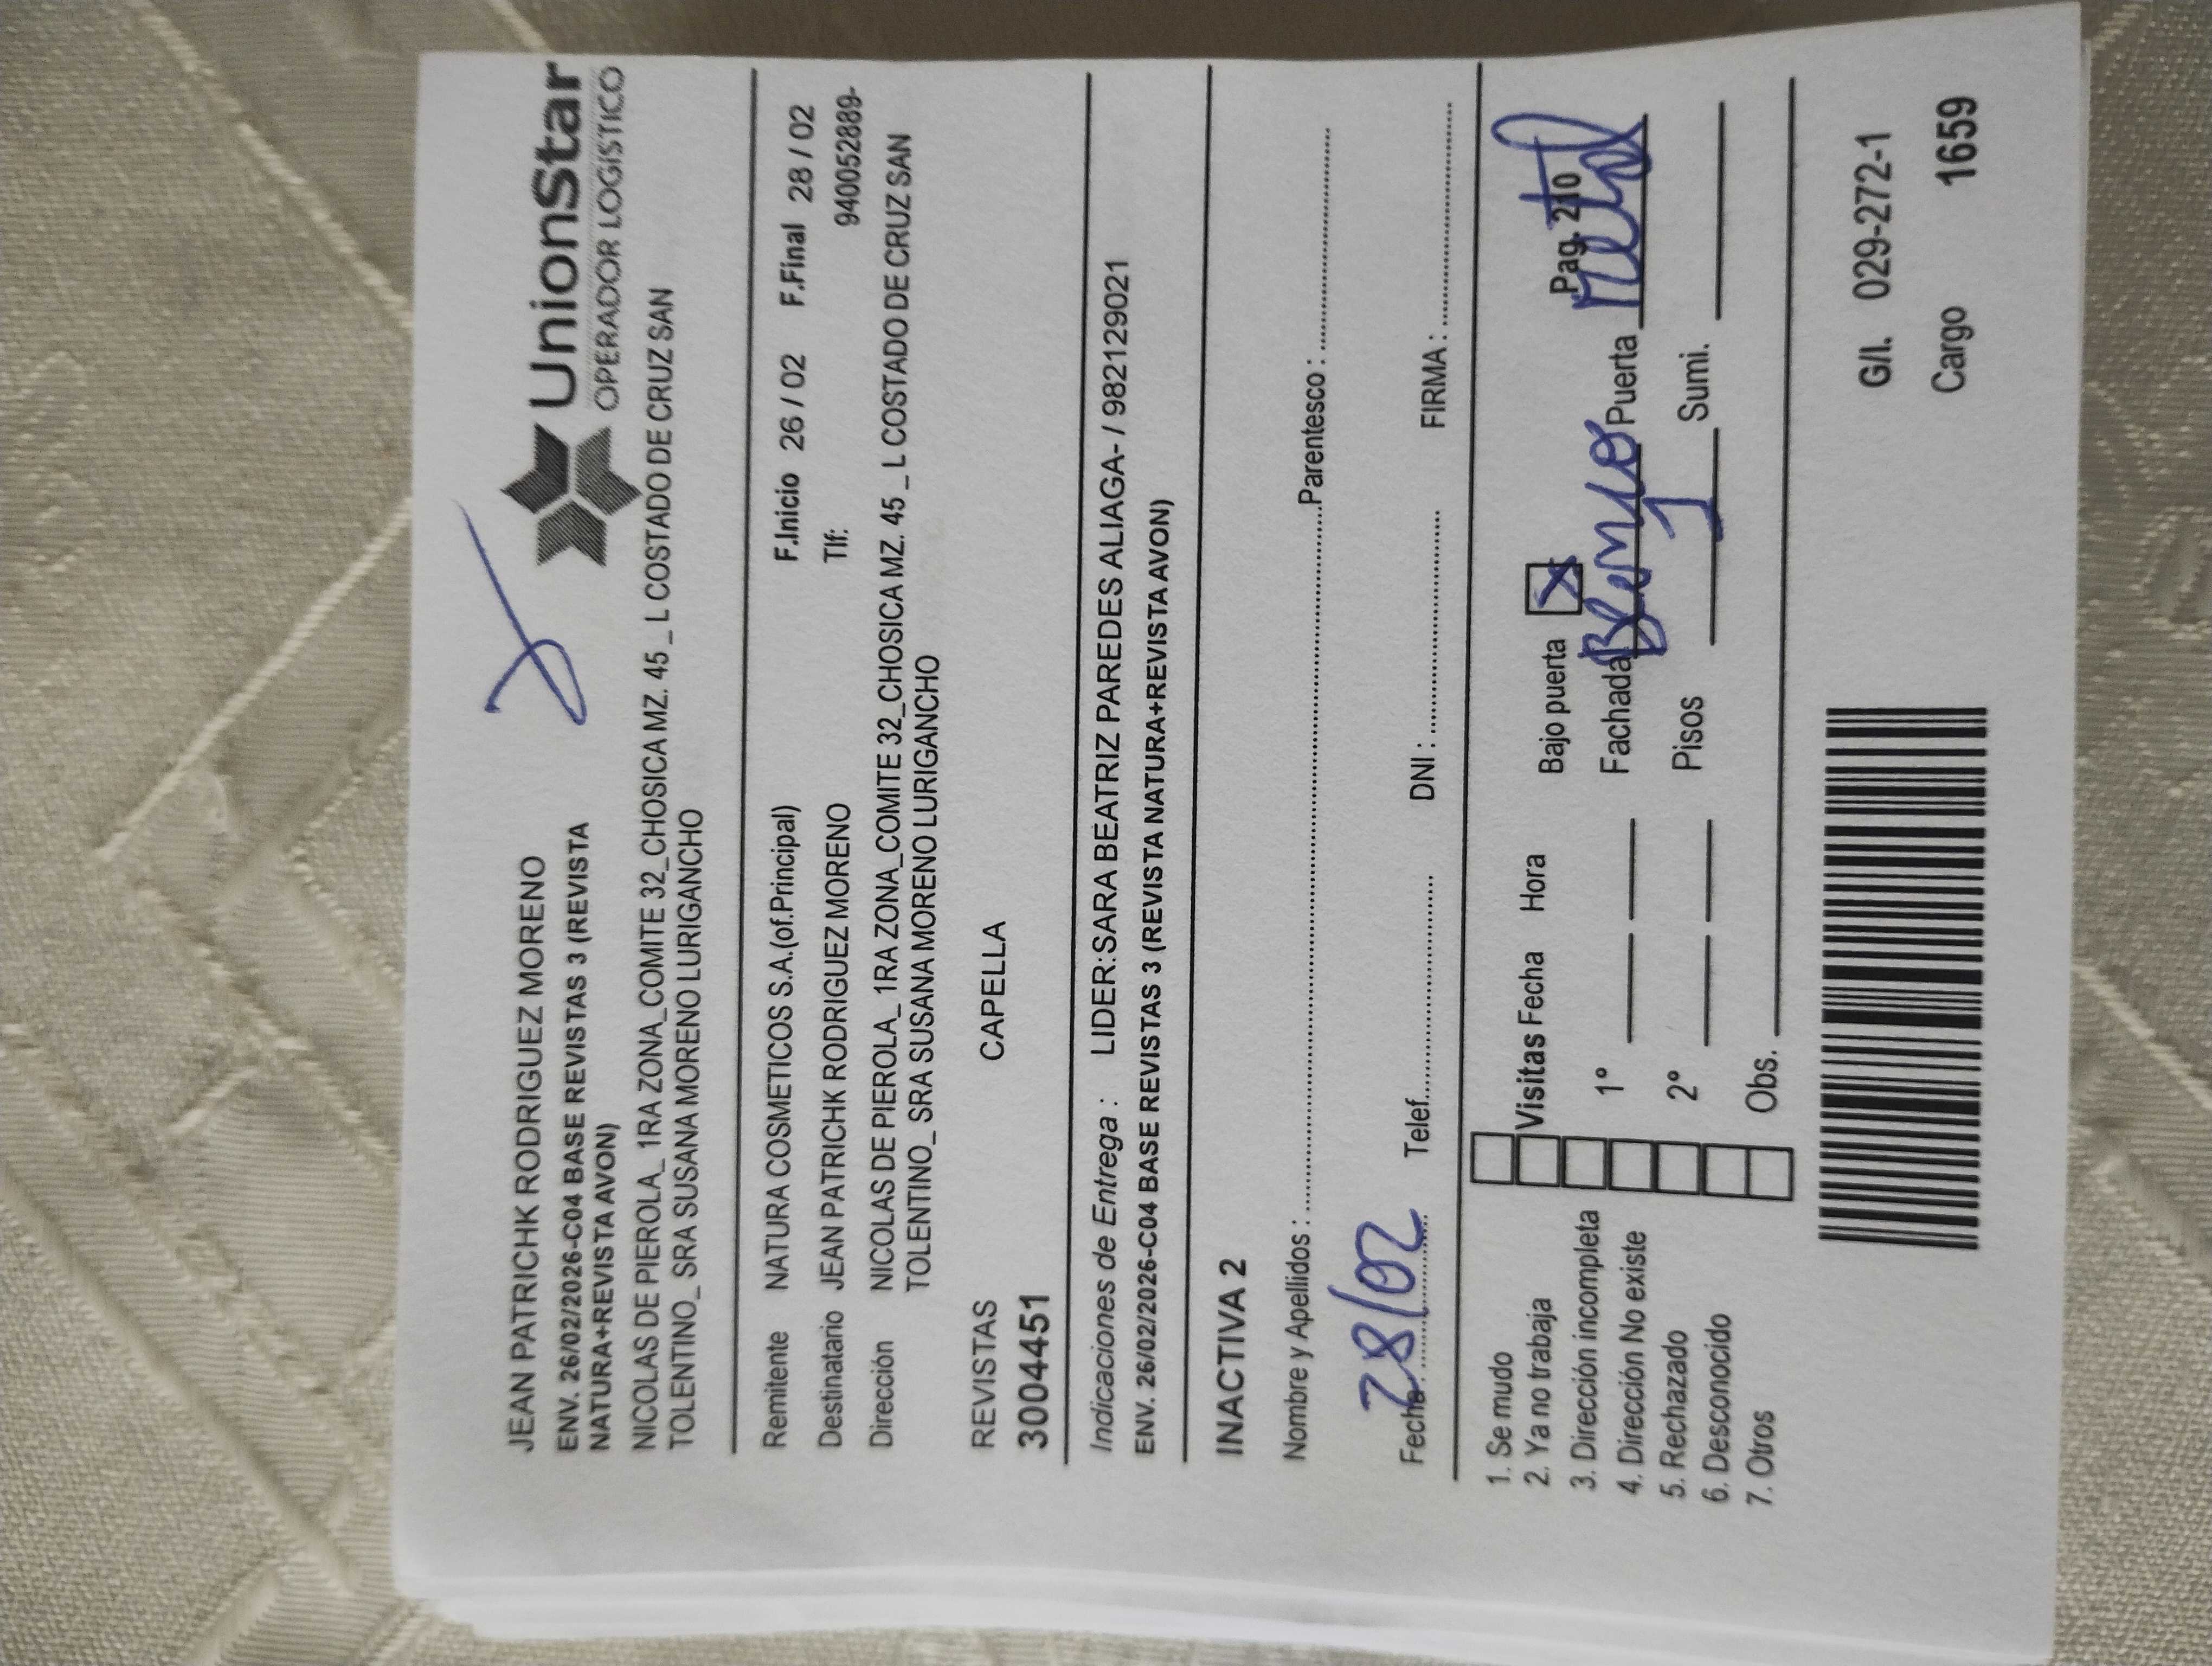 JEAN PATRICHK RODRIGUEZ MORENO
ENV. 26/02/2026-C04 BASE REVISTAS 3 (REVISTA
NATURA+REVISTA AVON)
UnionStar
OPERADOR LOGISTICO
NICOLAS DE PIEROLA_ 1RA ZONA_COMITE 32_CHOSICA MZ. 45 _ L COSTADO DE CRUZ SAN
TOLENTINO_ SRA SUSANA MORENO LURIGANCHO
Remitente NATURA COSMETICOS S.A.(of.Principal) F.Inicio 26 / 02 F.Final 28 / 02
Destinatario JEAN PATRICHK RODRIGUEZ MORENO Tlf: 940052889-
Dirección NICOLAS DE PIEROLA_ 1RA ZONA_COMITE 32_CHOSICA MZ. 45 _ L COSTADO DE CRUZ SAN
TOLENTINO_ SRA SUSANA MORENO LURIGANCHO
REVISTAS CAPELLA
3004451
Indicaciones de Entrega : LIDER:SARA BEATRIZ PAREDES ALIAGA- / 982129021
ENV. 26/02/2026-C04 BASE REVISTAS 3 (REVISTA NATURA+REVISTA AVON)
INACTIVA 2
Nombre y Apellidos : Parentesco :
Fecha 28/02 Telef. DNI : FIRMA :
1. Se mudo
2. Ya no trabaja
3. Dirección incompleta
4. Dirección No existe
5. Rechazado
6. Desconocido
7. Otros
Visitas Fecha Hora
1º
2º
Obs.
Bajo puerta X Pag. 210
Fachada Blanco Puerta Metal
Pisos 1 Sumi.
G/I. 029-272-1
Cargo 1659